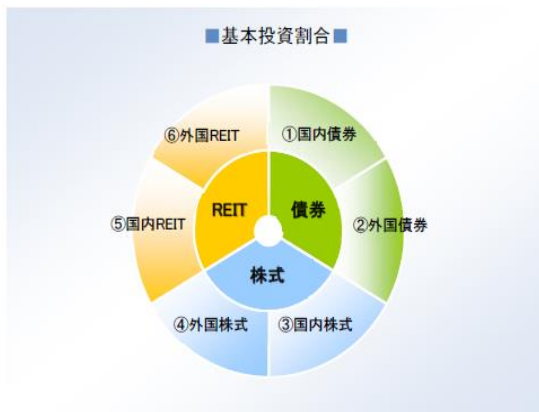 ■基本投資割合■
⑥外国REIT
①国内債券
REIT
債券
⑤国内REIT
②外国債券
株式
④外国株式
③国内株式